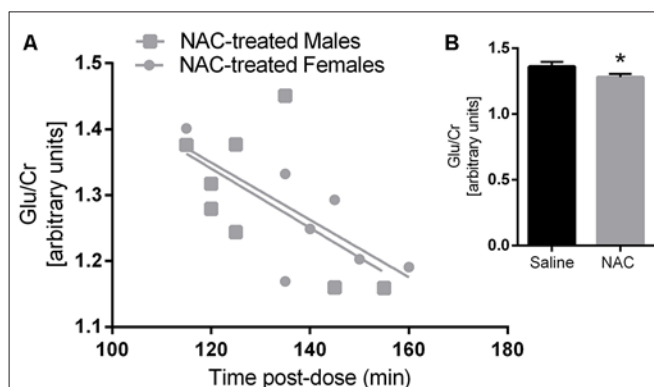 A
NAC-treated Males
NAC-treated Females
Glu/Cr
[arbitrary units]
1.5
1.4
1.3
1.2
1.1
100
120
140
160
180
Time post-dose (min)
B
Glu/Cr
[arbitrary units]
1.5
1.0
0.5
0.0
*
Saline
NAC